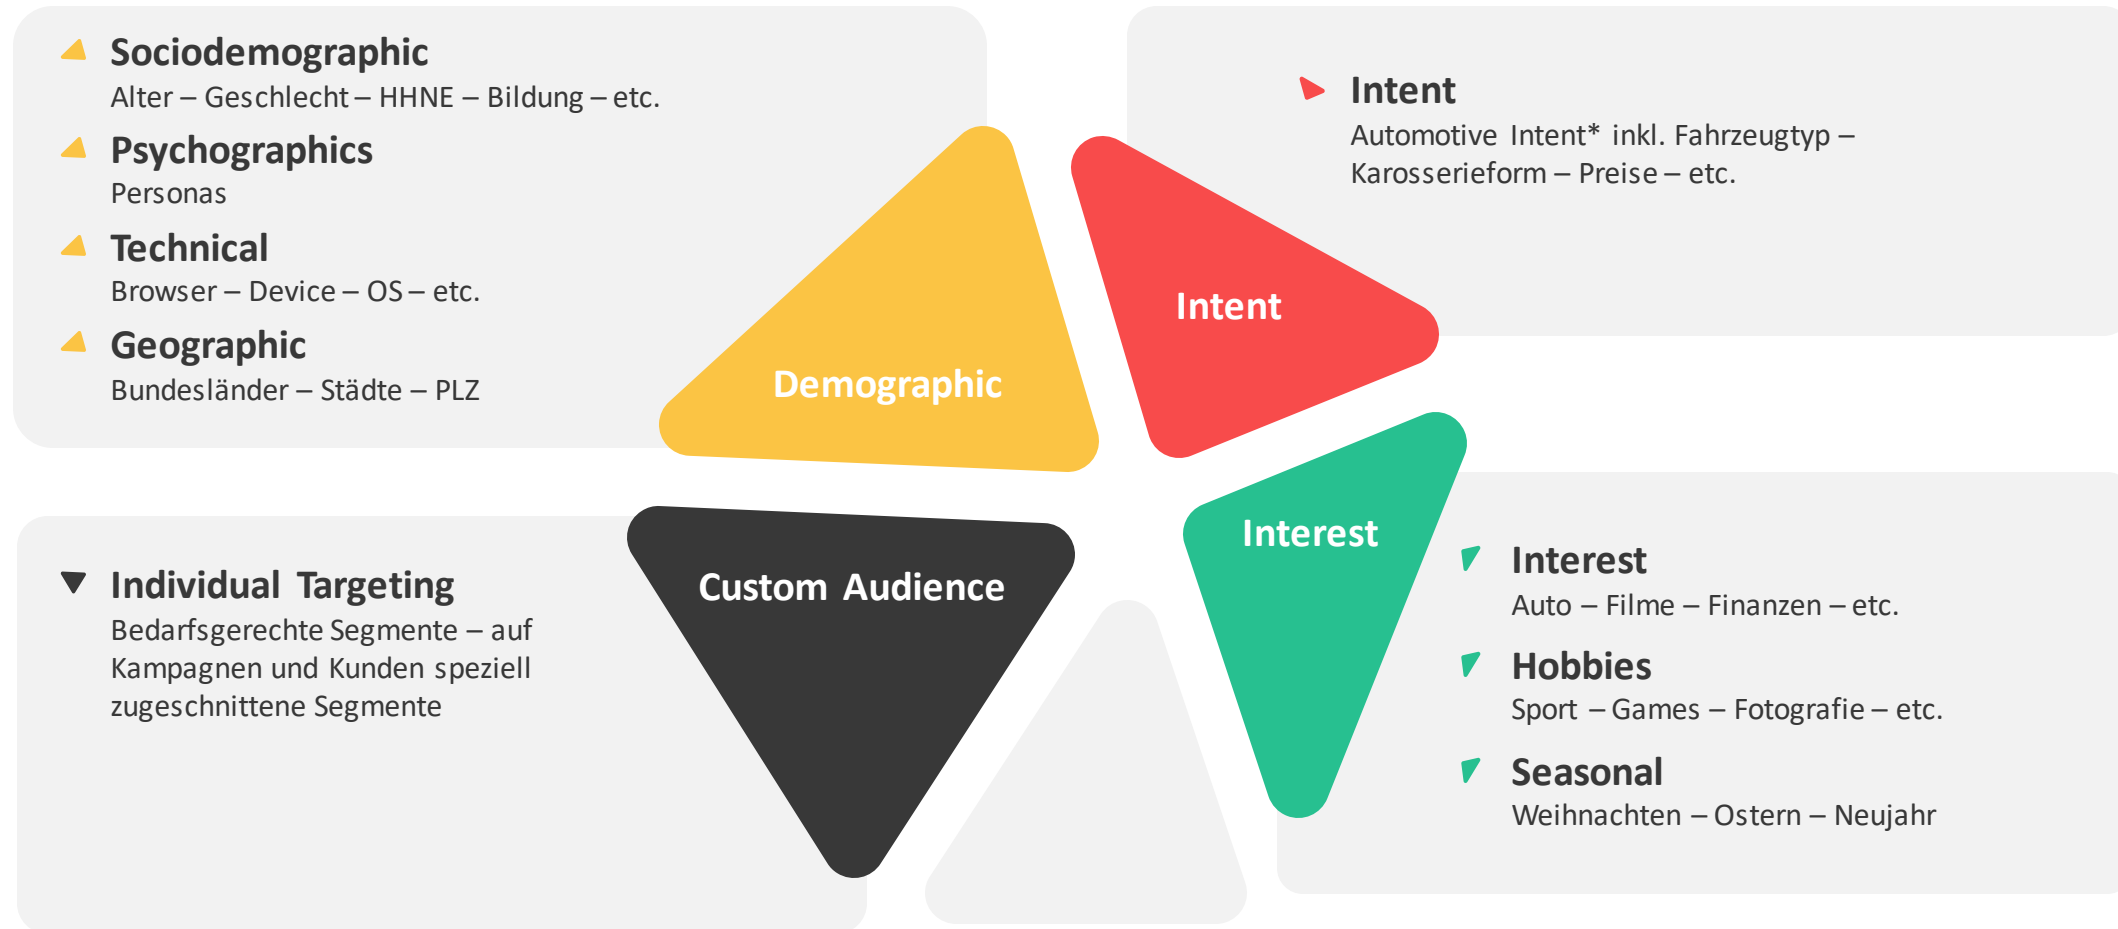 Sociodemographic
Alter – Geschlecht – HHNE – Bildung – etc.
Psychographics
Personas
Technical
Browser – Device – OS – etc.
Geographic
Bundesländer – Städte – PLZ
Demographic
Intent
Intent
Automotive Intent* inkl. Fahrzeugtyp –
Karosserieform – Preise – etc.
Individual Targeting
Bedarfsgerechte Segmente – auf
Kampagnen und Kunden speziell
zugeschnittene Segmente
Custom Audience
Interest
Interest
Auto – Filme – Finanzen – etc.
Hobbies
Sport – Games – Fotografie – etc.
Seasonal
Weihnachten – Ostern – Neujahr